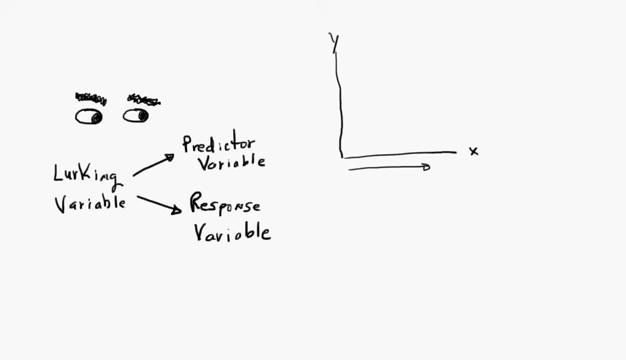 Lurking
Variable
Predictor
Variable
Response
Variable
y
x